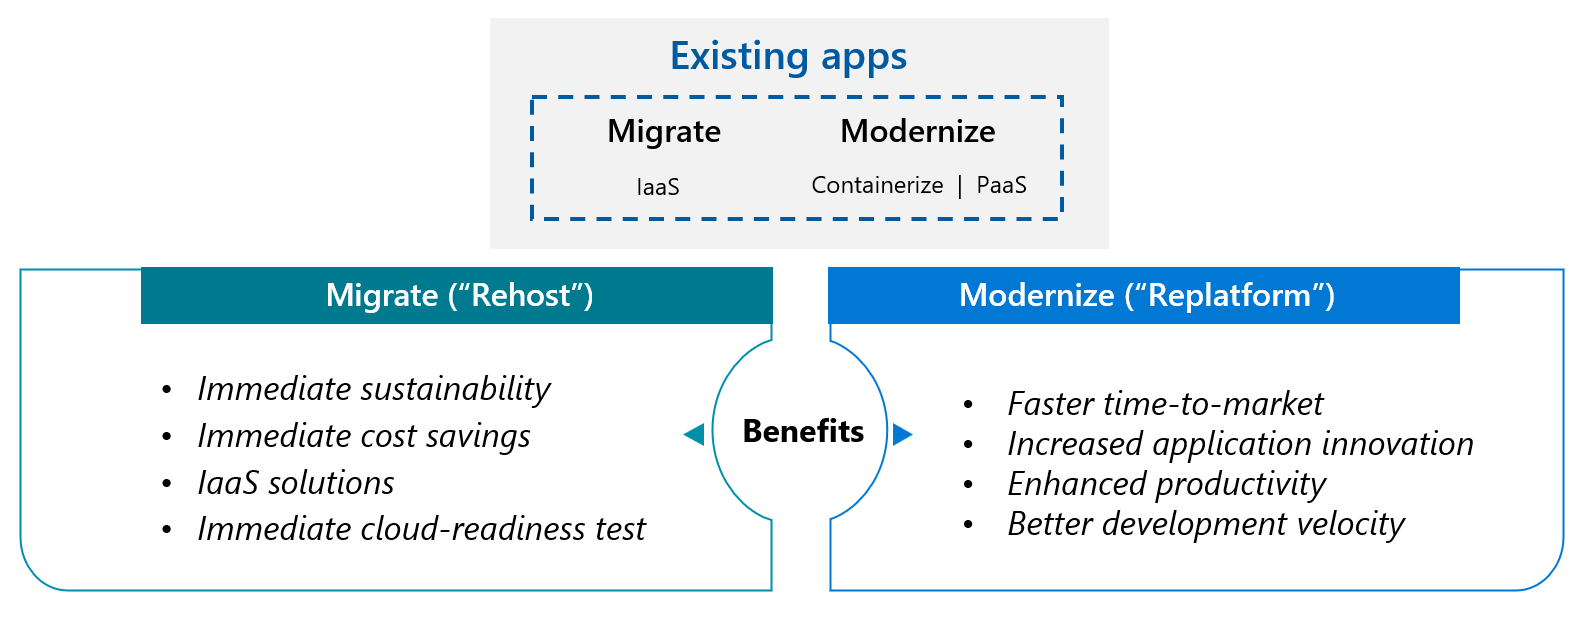 Existing apps
Migrate
Modernize
IaaS
Containerize | PaaS
Migrate (“Rehost”)
• Immediate sustainability
• Immediate cost savings
• IaaS solutions
• Immediate cloud-readiness test
Benefits
Modernize (“Replatform”)
• Faster time-to-market
• Increased application innovation
• Enhanced productivity
• Better development velocity